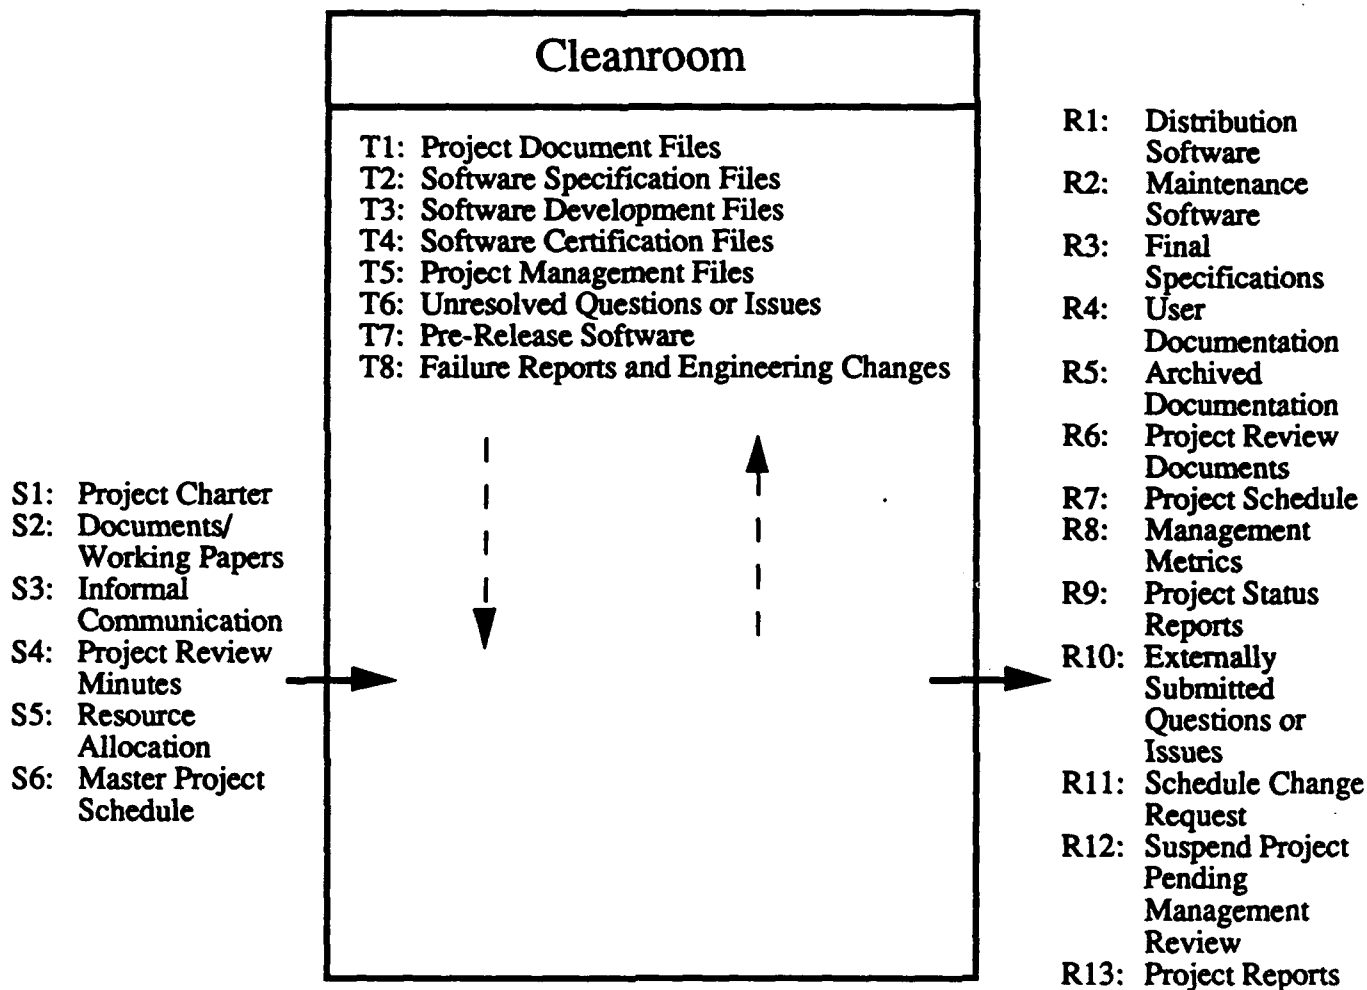 Cleanroom
T1: Project Document Files
T2: Software Specification Files
T3: Software Development Files
T4: Software Certification Files
T5: Project Management Files
T6: Unresolved Questions or Issues
T7: Pre-Release Software
T8: Failure Reports and Engineering Changes
S1: Project Charter
S2: Documents/
Working Papers
S3: Informal
Communication
S4: Project Review
Minutes
S5: Resource
Allocation
S6: Master Project
Schedule
R1: Distribution
Software
R2: Maintenance
Software
R3: Final
Specifications
R4: User
Documentation
R5: Archived
Documentation
R6: Project Review
Documents
R7: Project Schedule
R8: Management
Metrics
R9: Project Status
Reports
R10: Externally
Submitted
Questions or
Issues
R11: Schedule Change
Request
R12: Suspend Project
Pending
Management
Review
R13: Project Reports